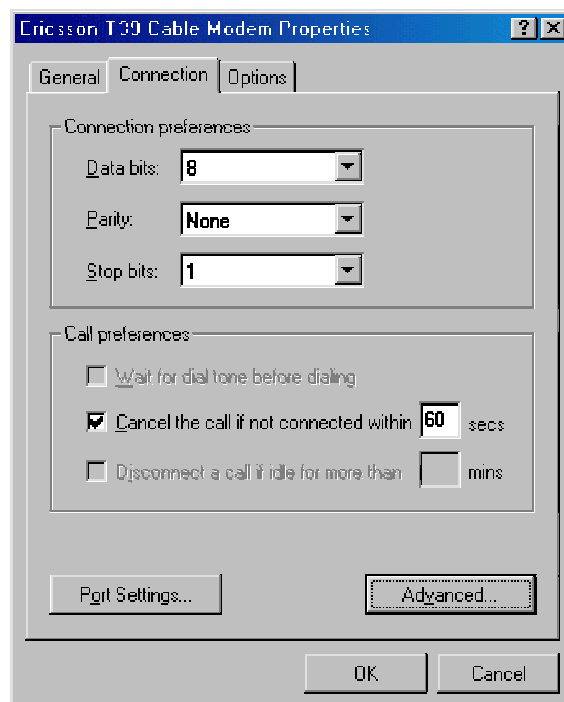 Ericsson T39 Cable Modem Properties
General Connection Options
Connection preferences
Data bits: 8
Parity: None
Stop bits: 1
Call preferences
Wait for dial tone before dialing
Cancel the call if not connected within 60 secs
Disconnect a call if idle for more than mins
Port Settings... Advanced...
OK Cancel